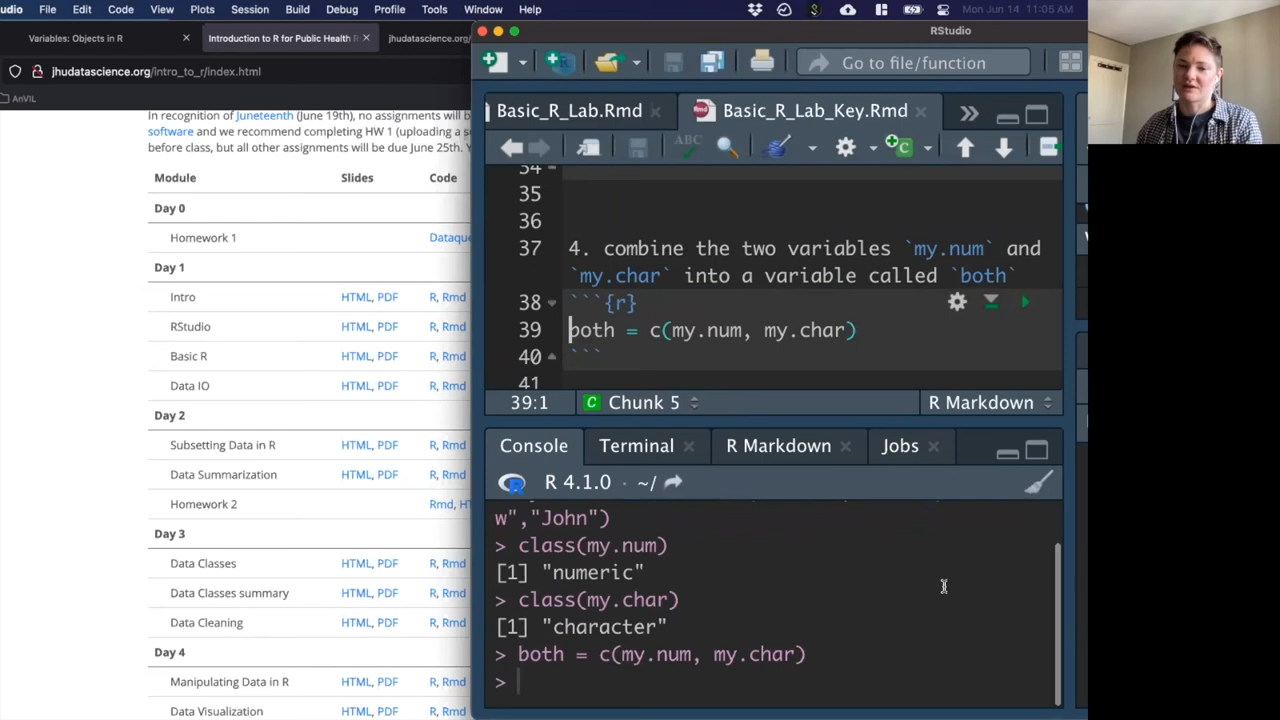 udio File Edit Code View Plots Session Build Debug Profile Tools Window Help Mon Jun 14 11:05 AM
Variables: Objects in R
Introduction to R for Public Health R
jhudatascience.org/intro_
jhudatascience.org/intro_to_r/index.html
AnVIL
In recognition of Juneteenth (June 19th), no assignments will b
software and we recommend completing HW 1 (uploading a s
before class, but all other assignments will be due June 25th. Y
Module Slides Code
Day 0
Homework 1 Dataque
Day 1
Intro HTML, PDF R, Rmd
RStudio HTML, PDF R, Rmd
Basic R HTML, PDF R, Rmd
Data IO HTML, PDF R, Rmd
Day 2
Subsetting Data in R HTML, PDF R, Rmd
Data Summarization HTML, PDF R, Rmd
Homework 2 Rmd, HT
Day 3
Data Classes HTML, PDF R, Rmd
Data Classes summary HTML, PDF R, Rmd
Data Cleaning HTML, PDF R, Rmd
Day 4
Manipulating Data in R HTML, PDF R, Rmd
Data Visualization HTML, PDF R, Rmd
RStudio
Go to file/function
Basic_R_Lab.Rmd
Basic_R_Lab_Key.Rmd
ABC
34
35
36
37 4. combine the two variables `my.num` and
`my.char` into a variable called `both`
38 ```{r}
39 both = c(my.num, my.char)
40 ```
41
39:1 C Chunk 5 R Markdown
Console Terminal R Markdown Jobs
R 4.1.0 · ~/
w","John")
> class(my.num)
[1] "numeric"
> class(my.char)
[1] "character"
> both = c(my.num, my.char)
>